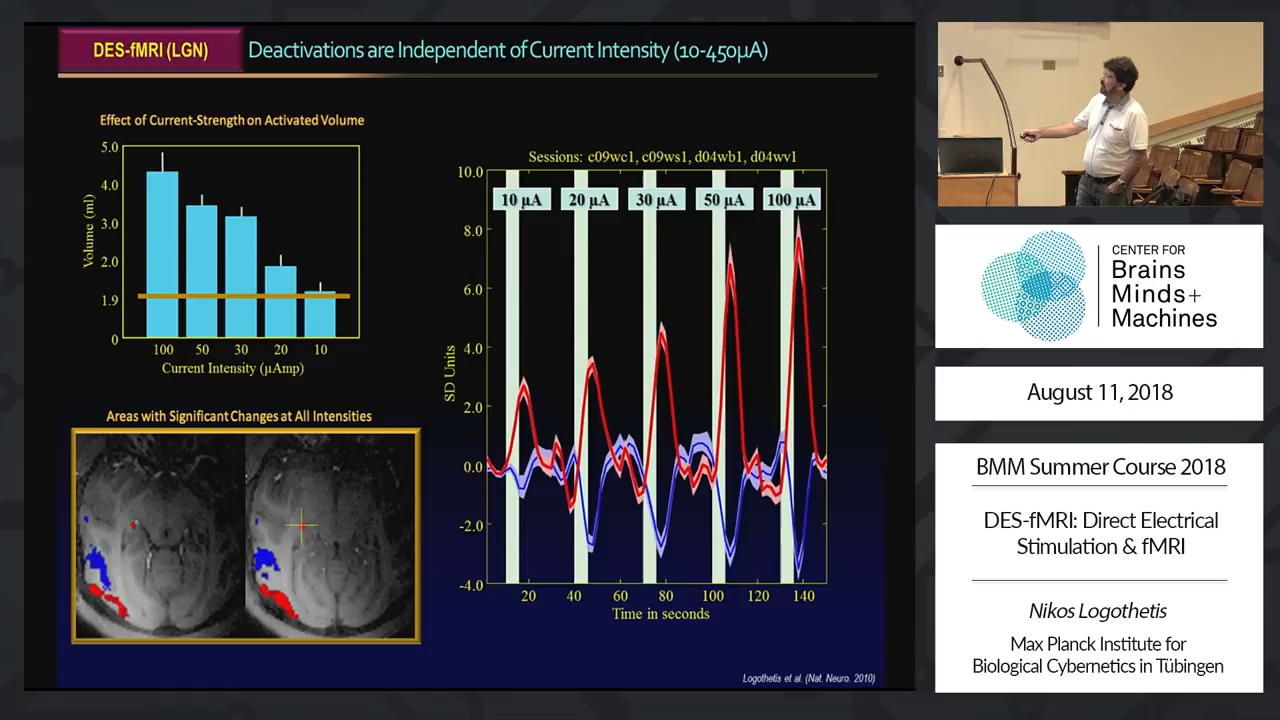 DES-fMRI (LGN)
Deactivations are Independent of Current Intensity (10-450µA)
Effect of Current-Strength on Activated Volume
5.0
4.0
3.0
2.0
1.9
0
Volume (ml)
100 50 30 20 10
Current Intensity (µAmp)
Areas with Significant Changes at All Intensities
Sessions: c09wc1, c09ws1, d04wb1, d04wv1
10.0
8.0
6.0
4.0
2.0
0.0
-2.0
-4.0
SD Units
10 µA 20 µA 30 µA 50 µA 100 µA
20 40 60 80 100 120 140
Time in seconds
Logothetis et al. (Nat. Neuro. 2010)
CENTER FOR
Brains
Minds+
Machines
August 11, 2018
BMM Summer Course 2018
DES-fMRI: Direct Electrical
Stimulation & fMRI
Nikos Logothetis
Max Planck Institute for
Biological Cybernetics in Tübingen